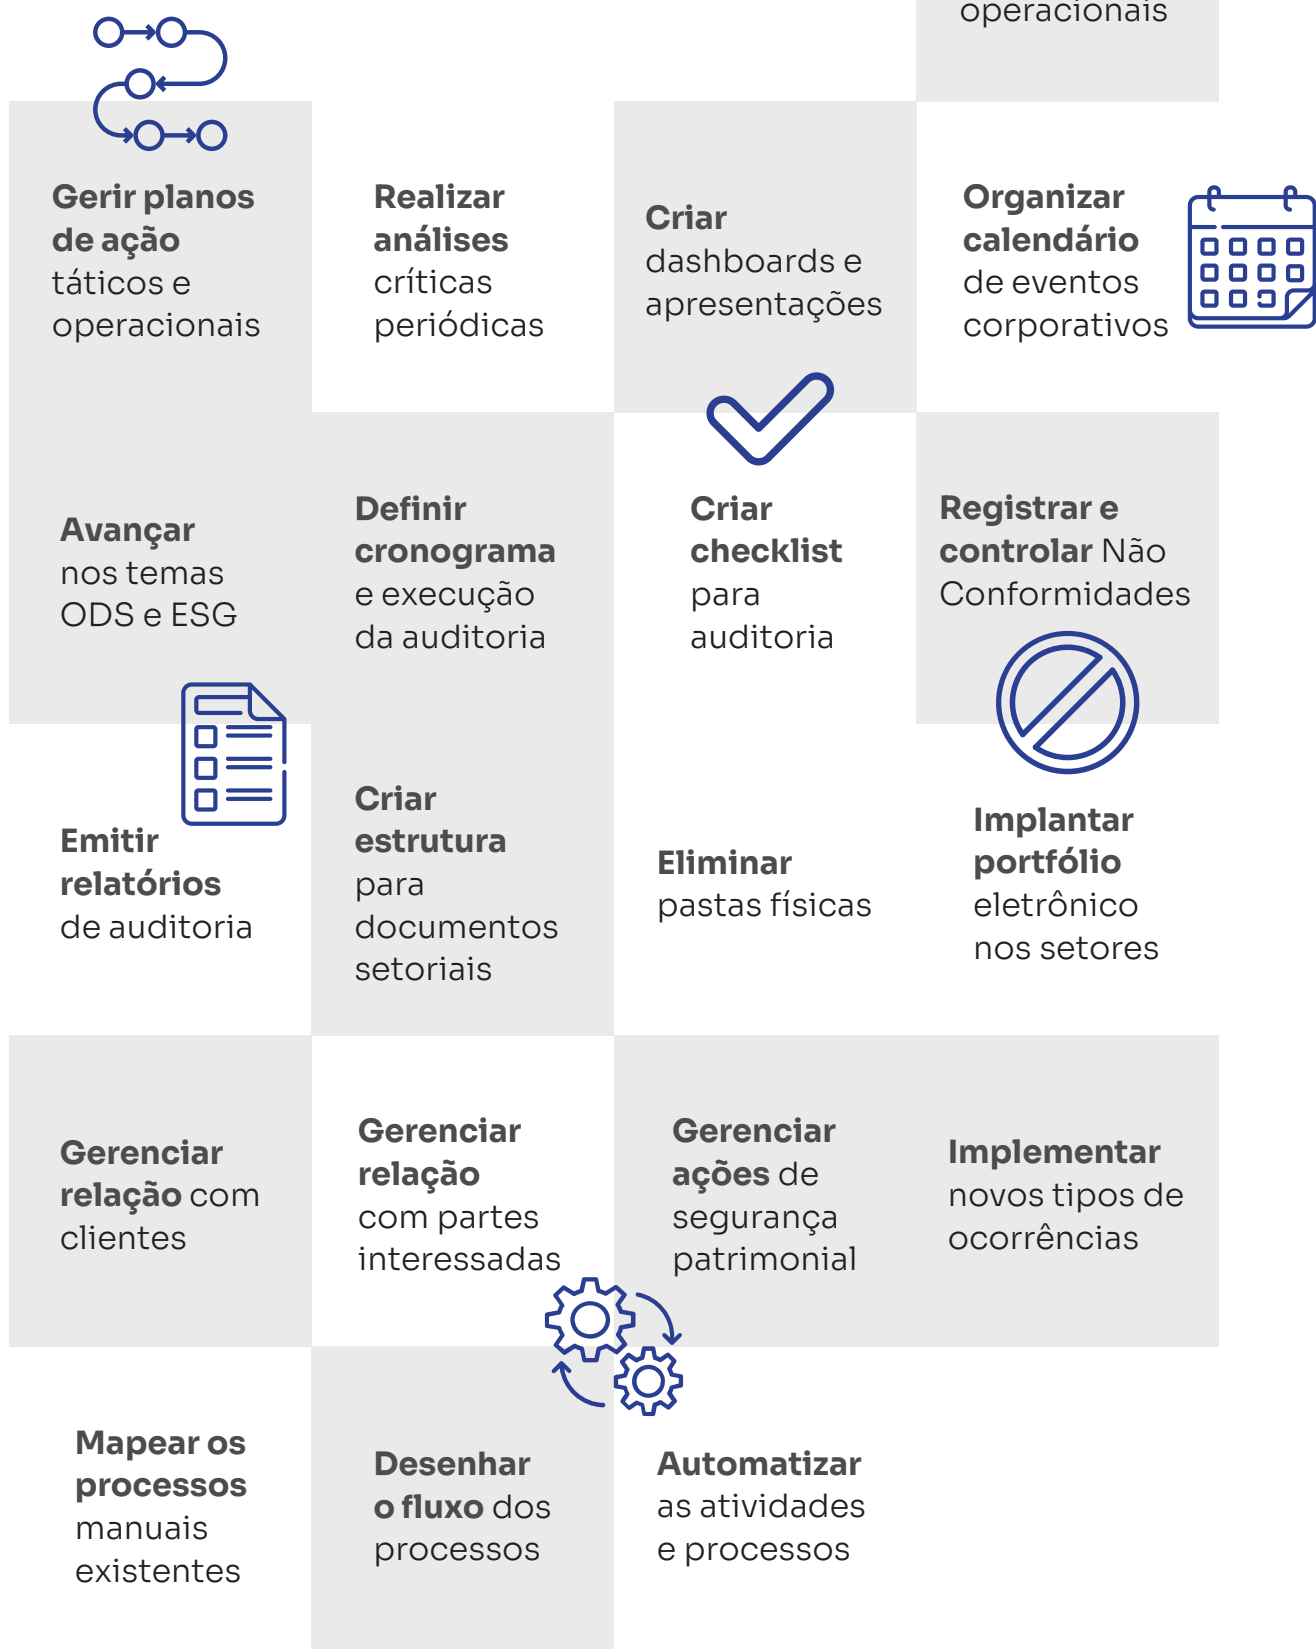 operacionais
Gerir planos
de ação
táticos e
operacionais
Realizar
análises
críticas
periódicas
Criar
dashboards e
apresentações
Organizar
calendário
de eventos
corporativos
Avançar
nos temas
ODS e ESG
Definir
cronograma
e execução
da auditoria
Criar
checklist
para
auditoria
Registrar e
controlar Não
Conformidades
Emitir
relatórios
de auditoria
Criar
estrutura
para
documentos
setoriais
Eliminar
pastas físicas
Implantar
portfólio
eletrônico
nos setores
Gerenciar
relação com
clientes
Gerenciar
relação
com partes
interessadas
Gerenciar
ações de
segurança
patrimonial
Implementar
novos tipos de
ocorrências
Mapear os
processos
manuais
existentes
Desenhar
o fluxo dos
processos
Automatizar
as atividades
e processos